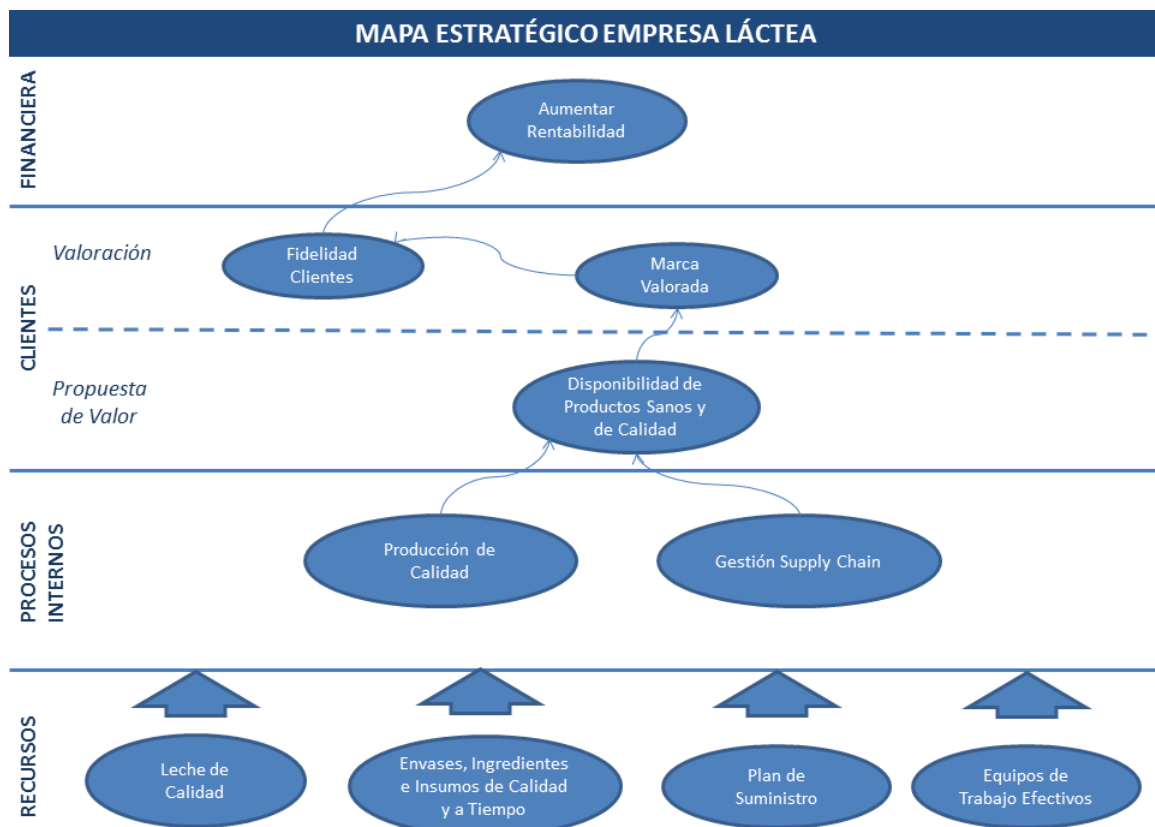 MAPA ESTRATÉGICO EMPRESA LÁCTEA
FINANCIERA
Aumentar
Rentabilidad
CLIENTES
Valoración
Fidelidad
Clientes
Marca
Valorada
Propuesta
de Valor
Disponibilidad de
Productos Sanos y
de Calidad
PROCESOS
INTERNOS
Producción de
Calidad
Gestión Supply Chain
RECURSOS
Leche de
Calidad
Envases, Ingredientes
e Insumos de Calidad
y a Tiempo
Plan de
Suministro
Equipos de
Trabajo Efectivos